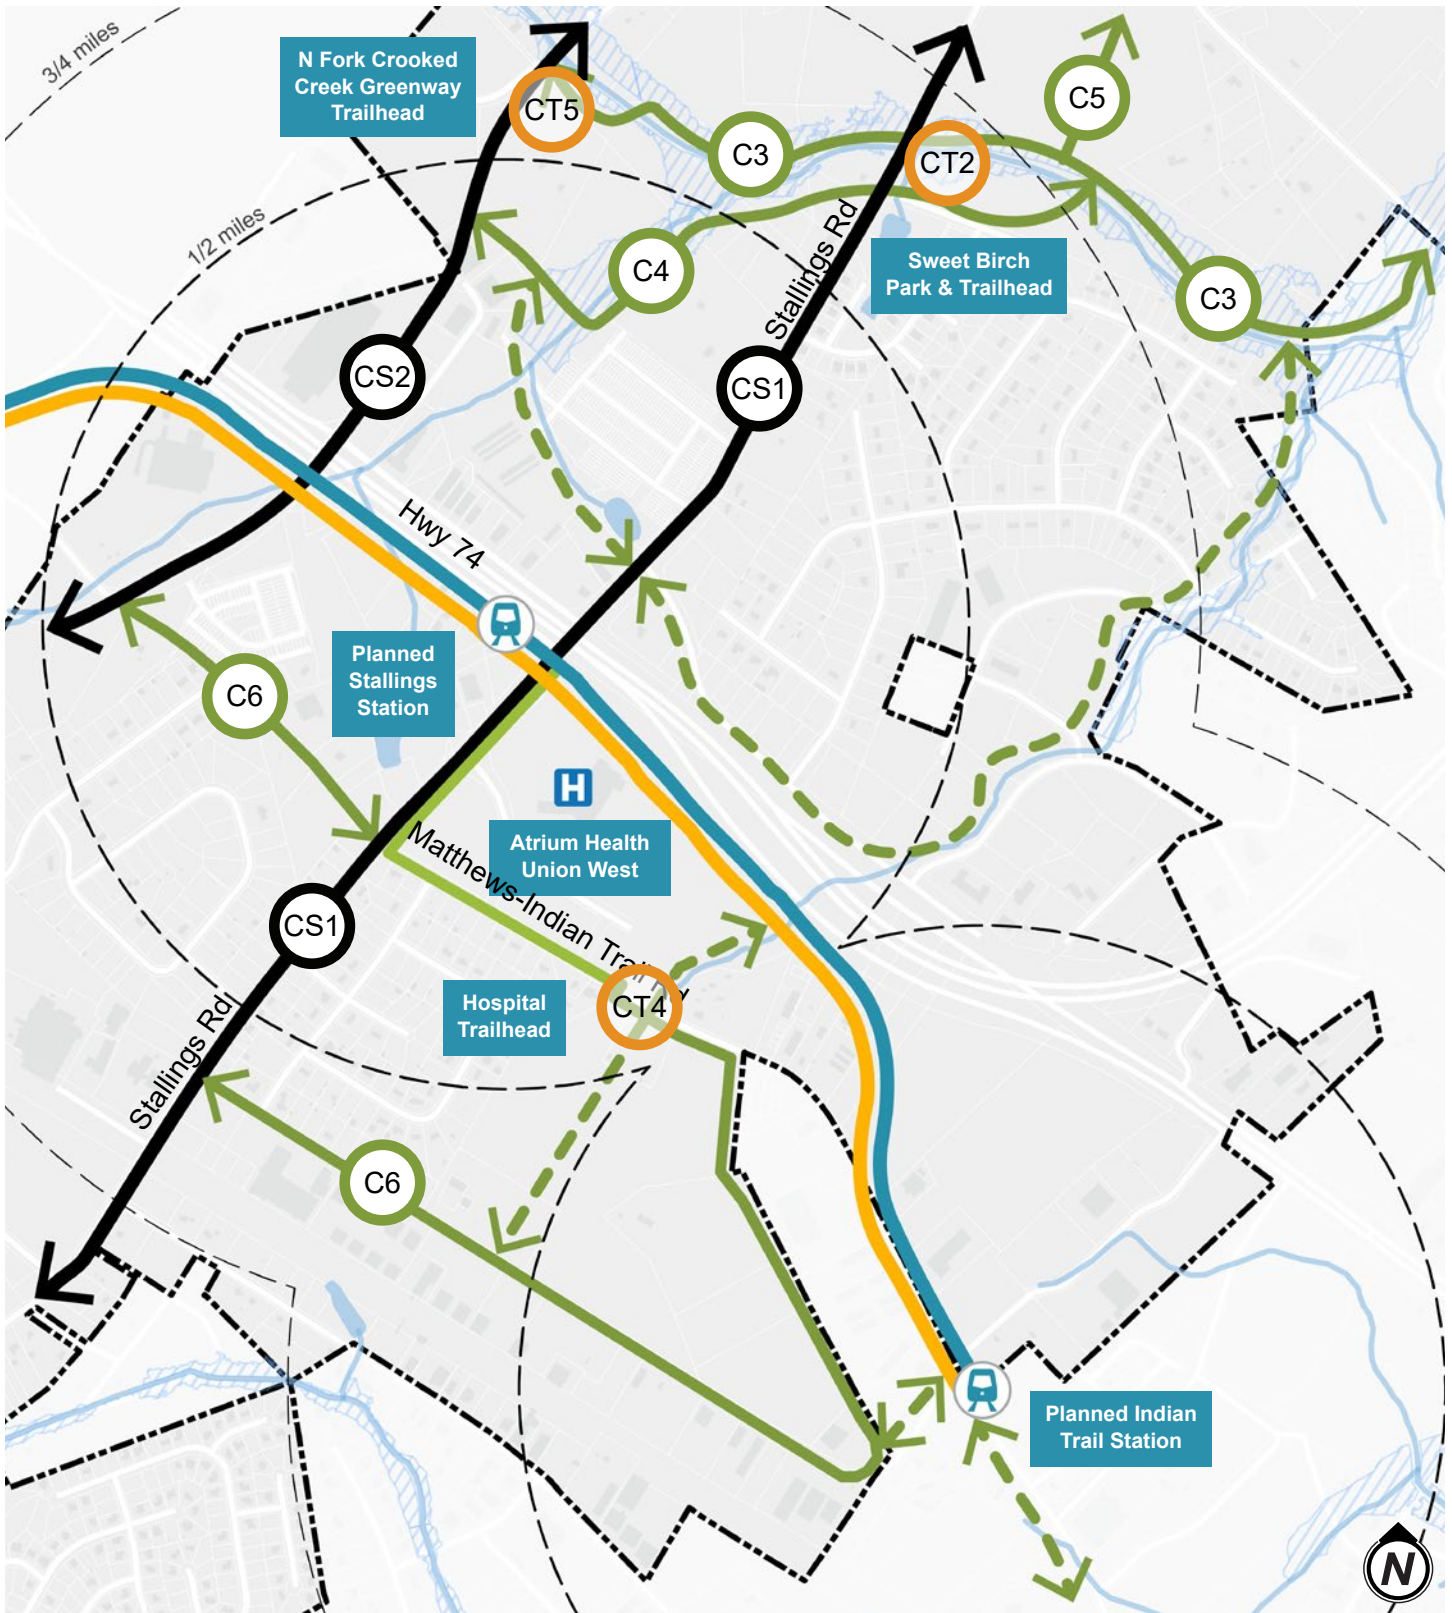 3/4 miles
N Fork Crooked
Creek Greenway
Trailhead
CT5
C3
C5
CT2
1/2 miles
C4
Stallings Rd
Sweet Birch
Park & Trailhead
C3
CS2
CS1
Hwy 74
Planned
Stallings
Station
C6
H
Atrium Health
Union West
Matthews-Indian Trail Rd
CS1
Hospital
Trailhead
CT4
Stallings Rd
C6
Planned Indian
Trail Station
N